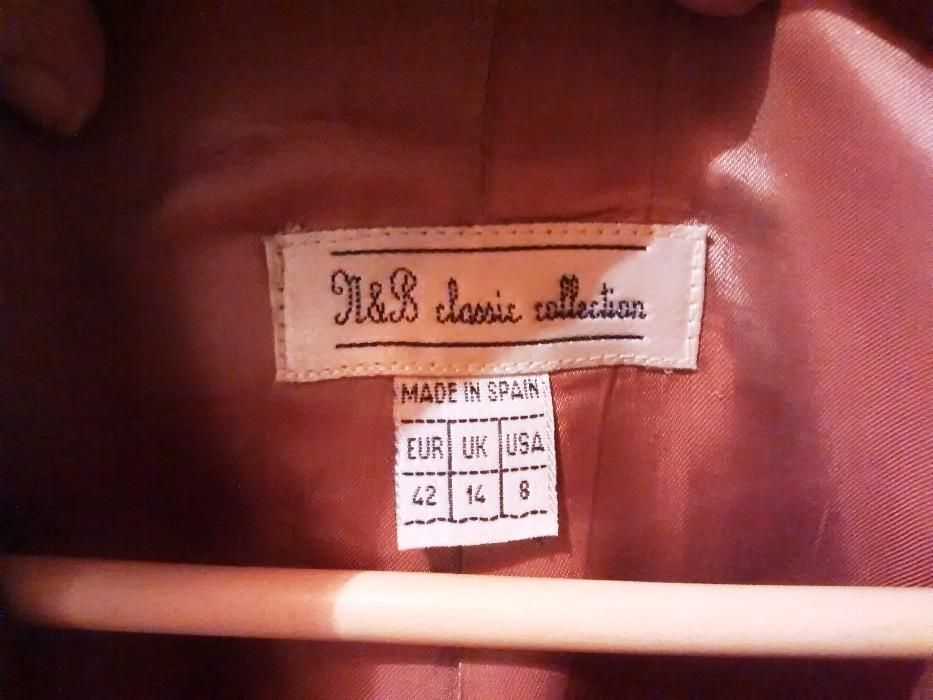 N&B classic collection
MADE IN SPAIN
EUR UK USA
42 14 8